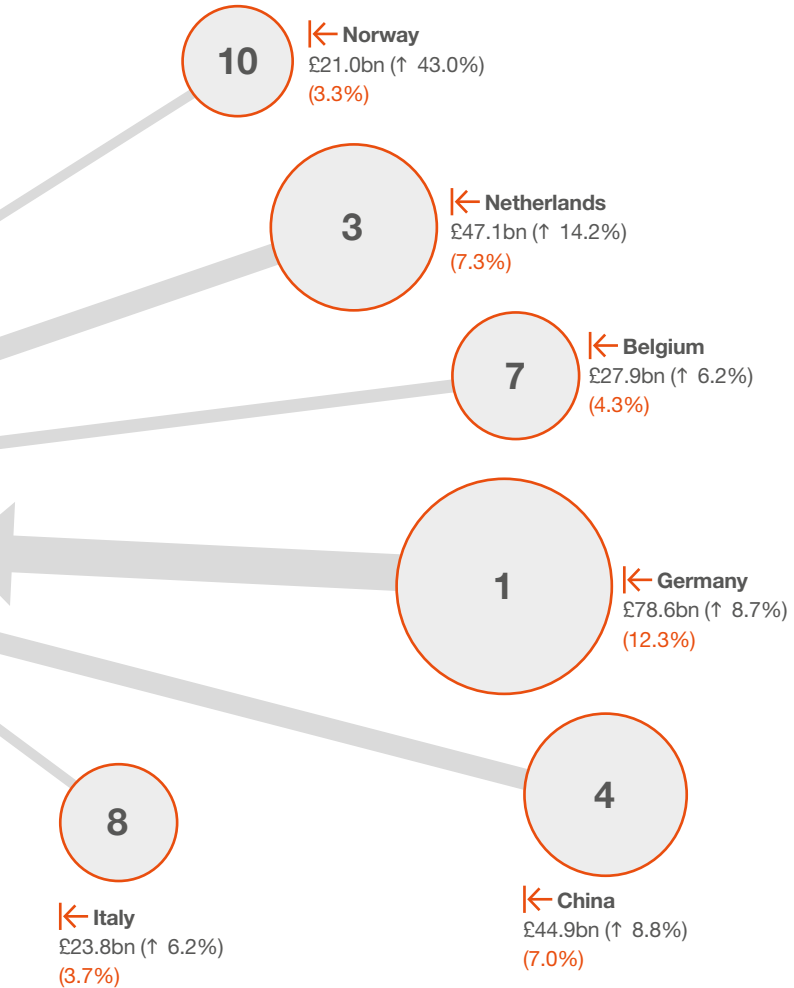 10
Norway
£21.0bn (↑ 43.0%)
(3.3%)
3
Netherlands
£47.1bn (↑ 14.2%)
(7.3%)
7
Belgium
£27.9bn (↑ 6.2%)
(4.3%)
1
Germany
£78.6bn (↑ 8.7%)
(12.3%)
4
China
£44.9bn (↑ 8.8%)
(7.0%)
8
Italy
£23.8bn (↑ 6.2%)
(3.7%)